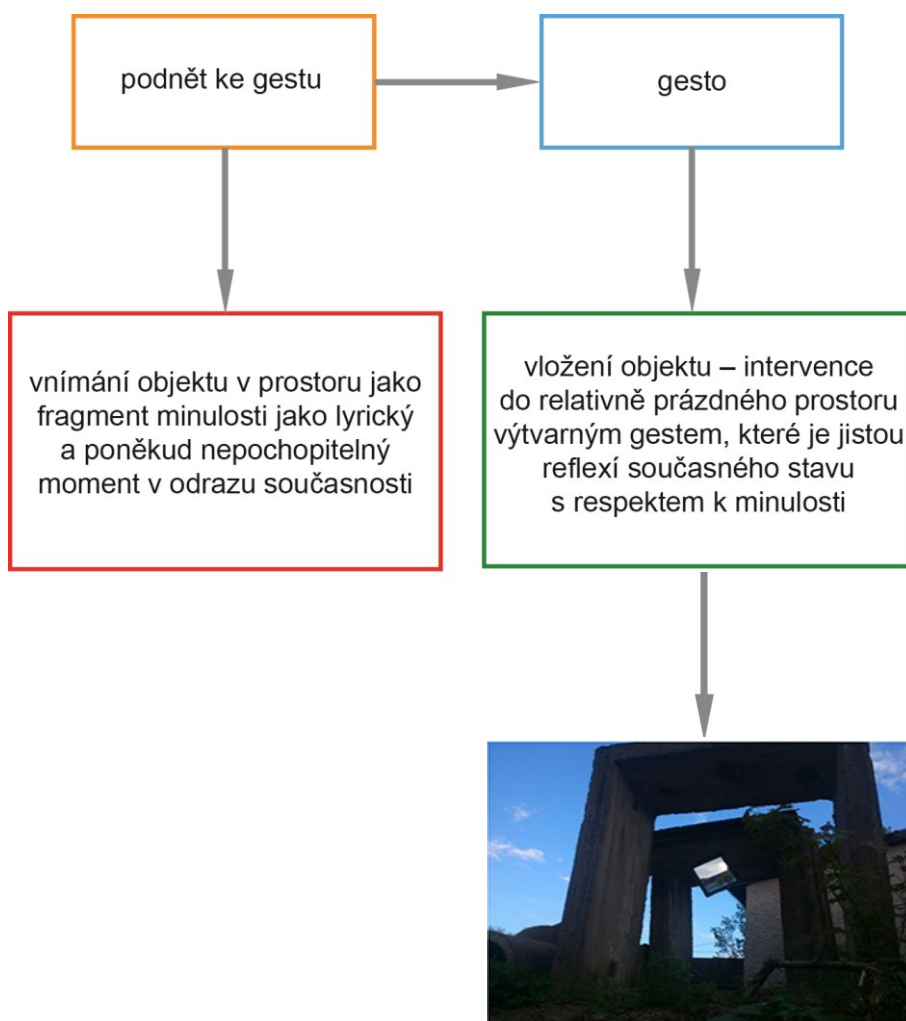 podnět ke gestu
gesto
vnímání objektu v prostoru jako
fragment minulosti jako lyrický
a poněkud nepochopitelný
moment v odrazu současnosti
vložení objektu – intervence
do relativně prázdného prostoru
výtvarným gestem, které je jistou
reflexí současného stavu
s respektem k minulosti